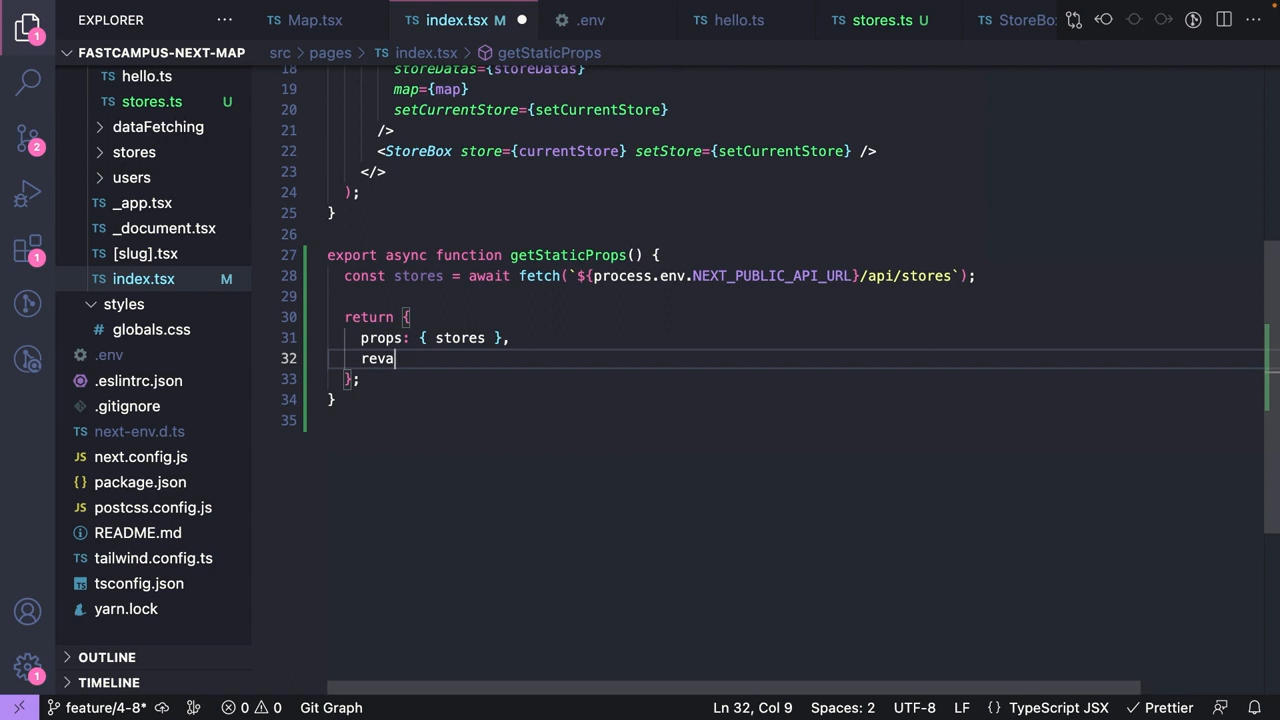 EXPLORER
Map.tsx
index.tsx M
.env
hello.ts
stores.ts U
StoreBo
FASTCAMPUS-NEXT-MAP
src > pages > TS index.tsx > getStaticProps
hello.ts
stores.ts U
dataFetching
stores
users
_app.tsx
_document.tsx
[slug].tsx
index.tsx M
styles
globals.css
.env
.eslintrc.json
.gitignore
next-env.d.ts
next.config.js
package.json
postcss.config.js
README.md
tailwind.config.ts
tsconfig.json
yarn.lock
OUTLINE
TIMELINE
18 storeDatas={storeDatas}
19 map={map}
20 setCurrentStore={setCurrentStore}
21 />
22 <StoreBox store={currentStore} setStore={setCurrentStore} />
23 </>
24 );
25 }
26
27 export async function getStaticProps() {
28 const stores = await fetch(`${process.env.NEXT_PUBLIC_API_URL}/api/stores`);
29
30 return {
31 props: { stores },
32 reva
33 };
34 }
35
feature/4-8* 0 0 Git Graph
Ln 32, Col 9 Spaces: 2 UTF-8 LF {} TypeScript JSX Prettier